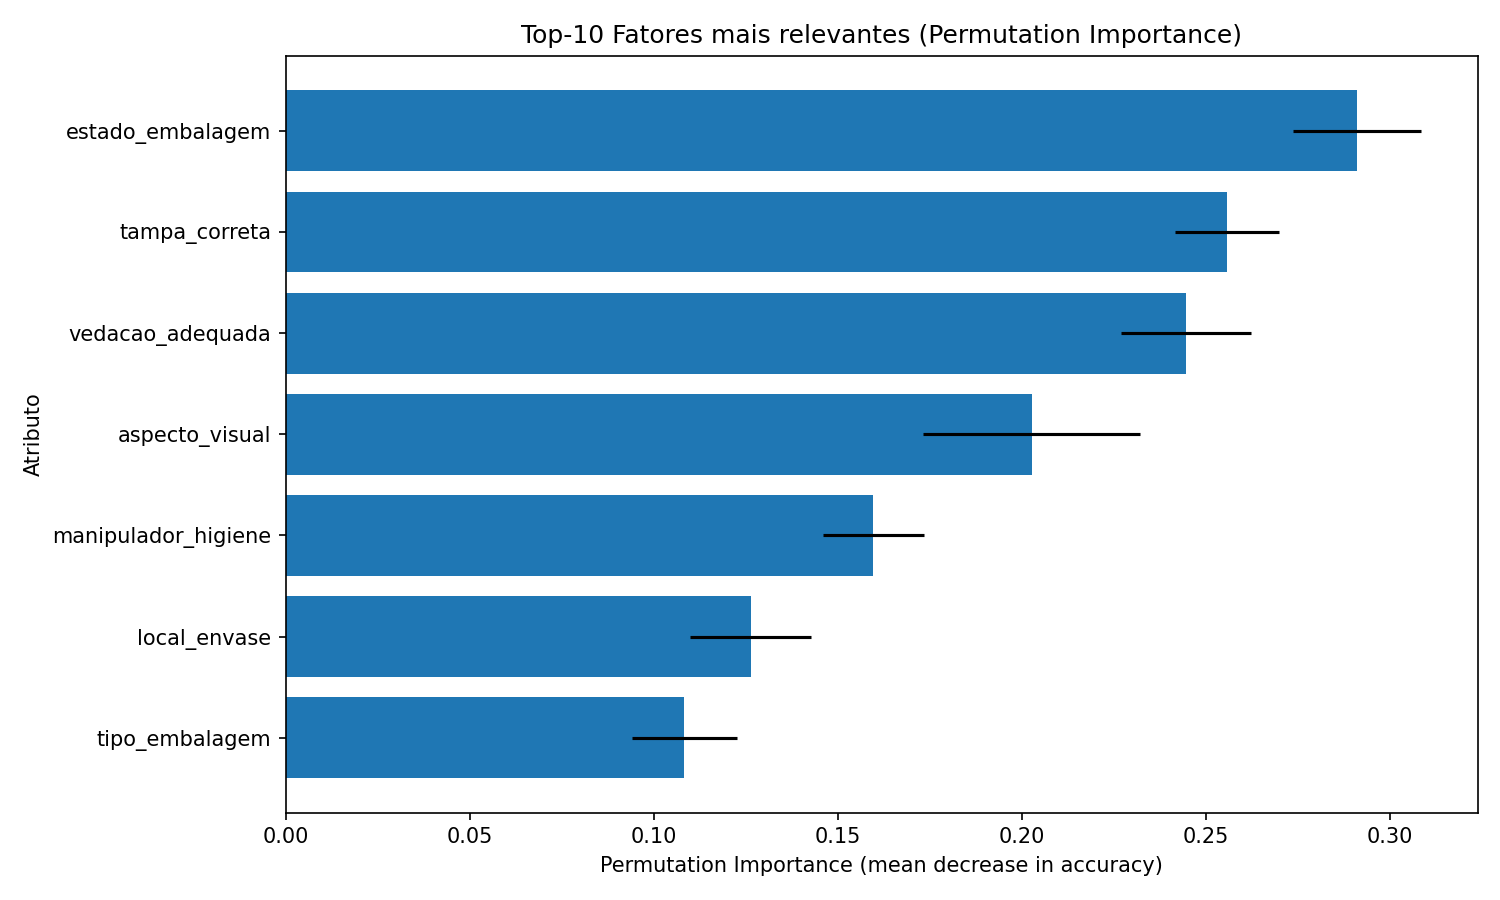 Top-10 Fatores mais relevantes (Permutation Importance)
estado_embalagem
tampa_correta
vedacao_adequada
aspecto_visual
manipulador_higiene
local_envase
tipo_embalagem
Atributo
0.00 0.05 0.10 0.15 0.20 0.25 0.30
Permutation Importance (mean decrease in accuracy)